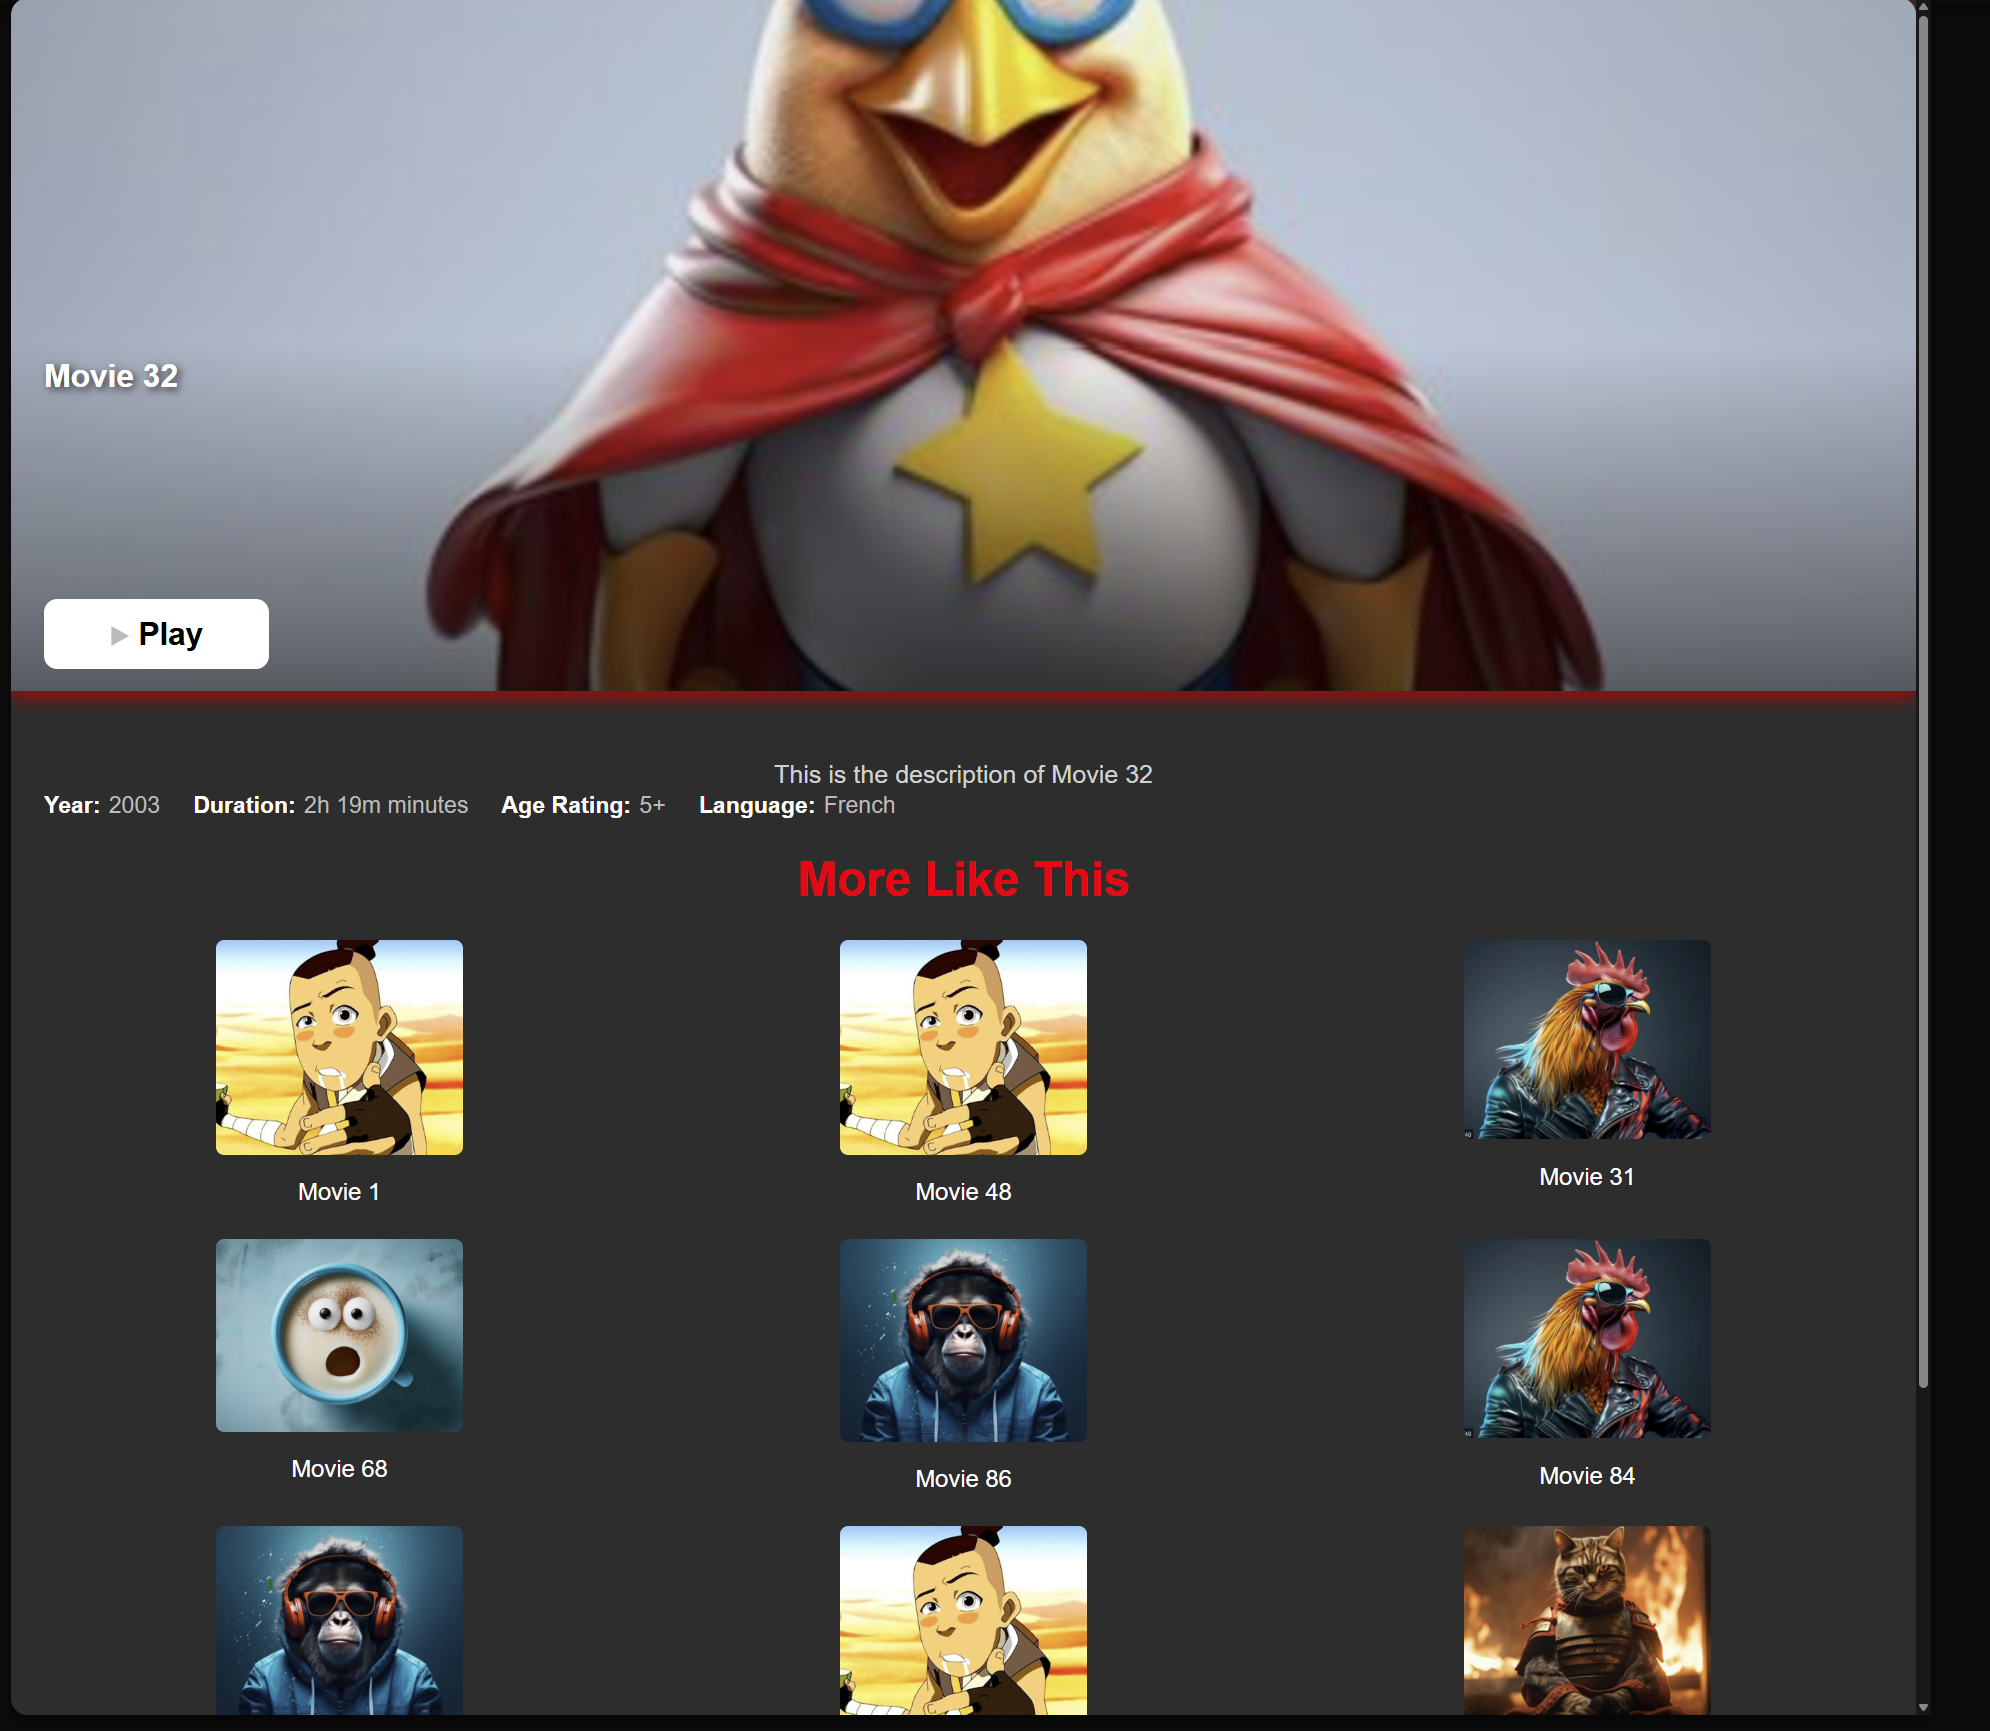 Movie 32
▶ Play
This is the description of Movie 32
Year: 2003 Duration: 2h 19m minutes Age Rating: 5+ Language: French
More Like This
Movie 1
Movie 48
Movie 31
Movie 68
Movie 86
Movie 84